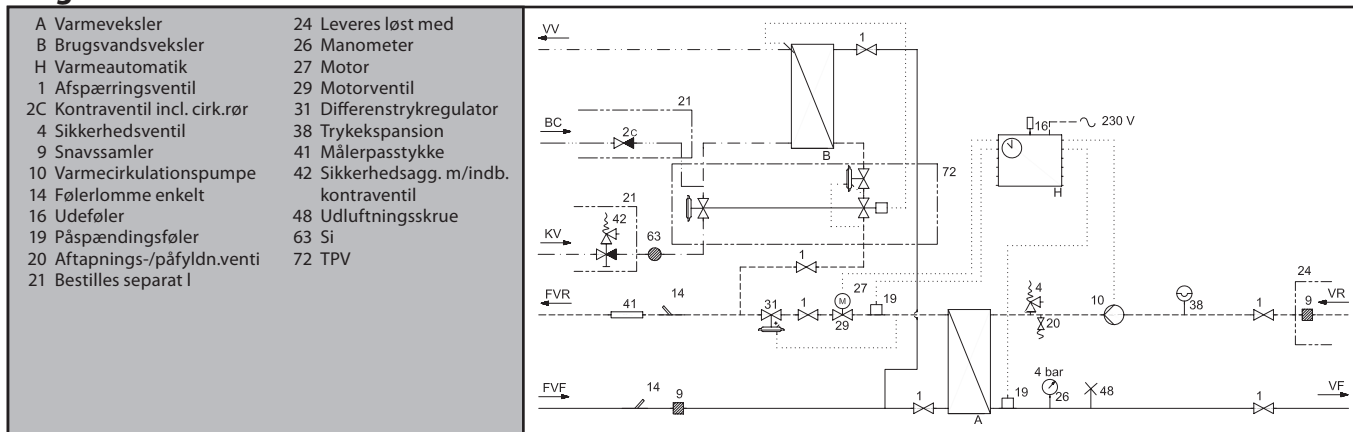 A Varmeveksler
B Brugsvandsveksler
H Varmeautomatik
1 Afspærringsventil
2C Kontraventil incl. cirk.rør
4 Sikkerhedsventil
9 Snavssamler
10 Varmecirkulationspumpe
14 Følerlomme enkelt
16 Udeføler
19 Påspændingsføler
20 Aftapnings-/påfyldn.venti
21 Bestilles separat l
24 Leveres løst med
26 Manometer
27 Motor
29 Motorventil
31 Differenstrykregulator
38 Trykekspansion
41 Målerpasstykke
42 Sikkerhedsagg. m/indb.
kontraventil
48 Udluftningsskrue
63 Si
72 TPV
VV
1
21
BC
2C
B
16
230 V
H
72
21
42
KV
63
1
FVR
41
14
31
1
27
M
29
19
4
20
10
38
1
24
9
VR
FVF
14
9
1
A
19
4 bar
26
48
1
VF